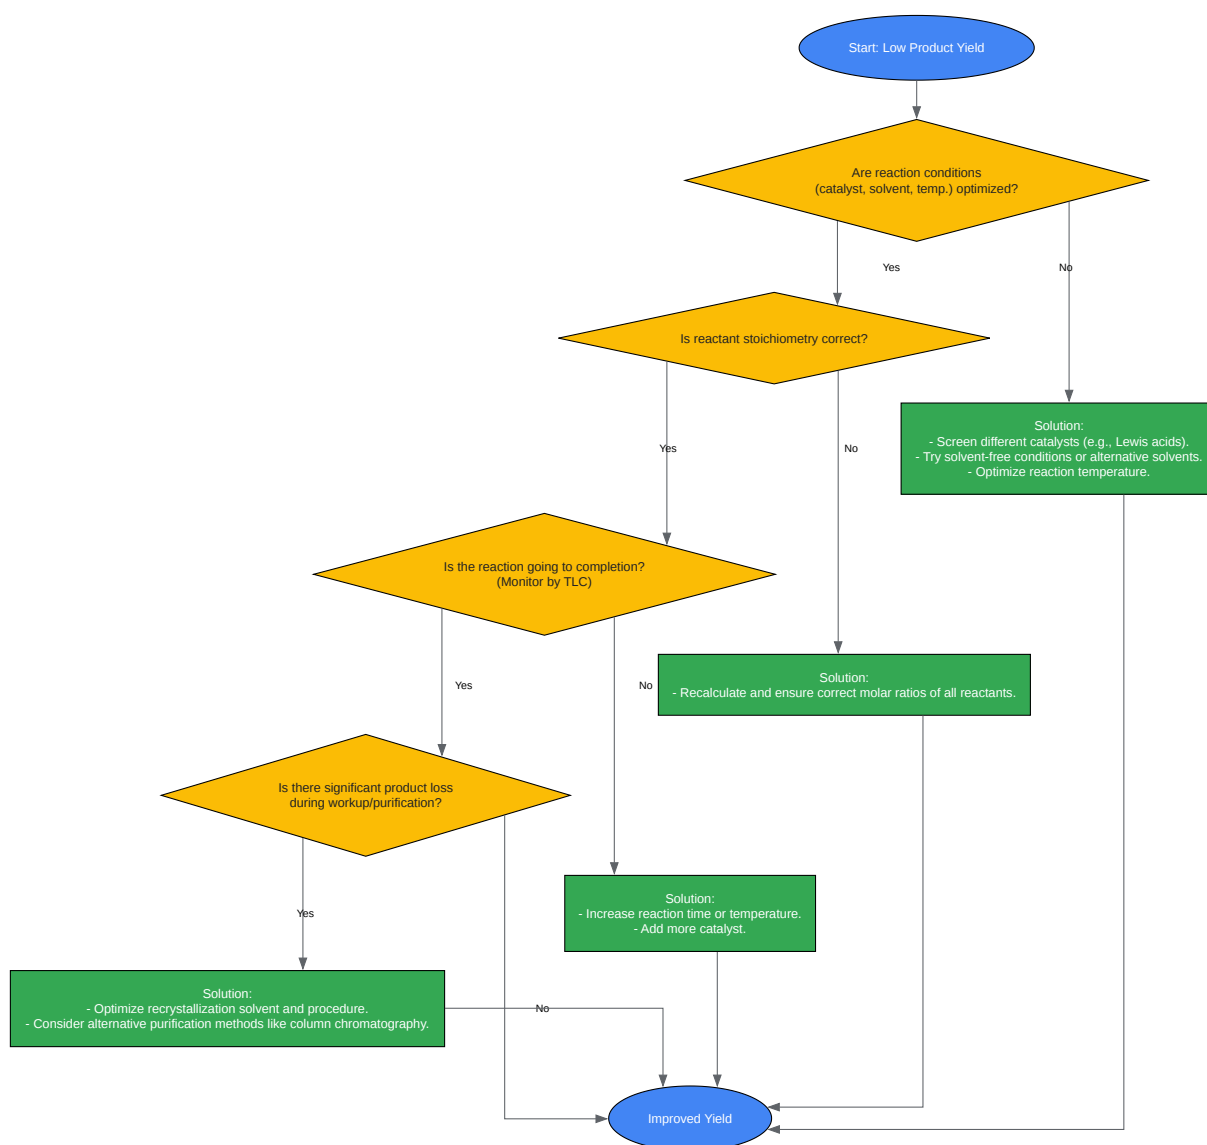 Start: Low Product Yield
Are reaction conditions
(catalyst, solvent, temp.) optimized?
Yes
No
Is reactant stoichiometry correct?
Yes
No
Solution:
- Screen different catalysts (e.g., Lewis acids).
- Try solvent-free conditions or alternative solvents.
- Optimize reaction temperature.
Is the reaction going to completion?
(Monitor by TLC)
Yes
No
Solution:
- Recalculate and ensure correct molar ratios of all reactants.
Is there significant product loss
during workup/purification?
Yes
Solution:
- Increase reaction time or temperature.
- Add more catalyst.
Solution:
- Optimize recrystallization solvent and procedure.
- Consider alternative purification methods like column chromatography.
No
Improved Yield